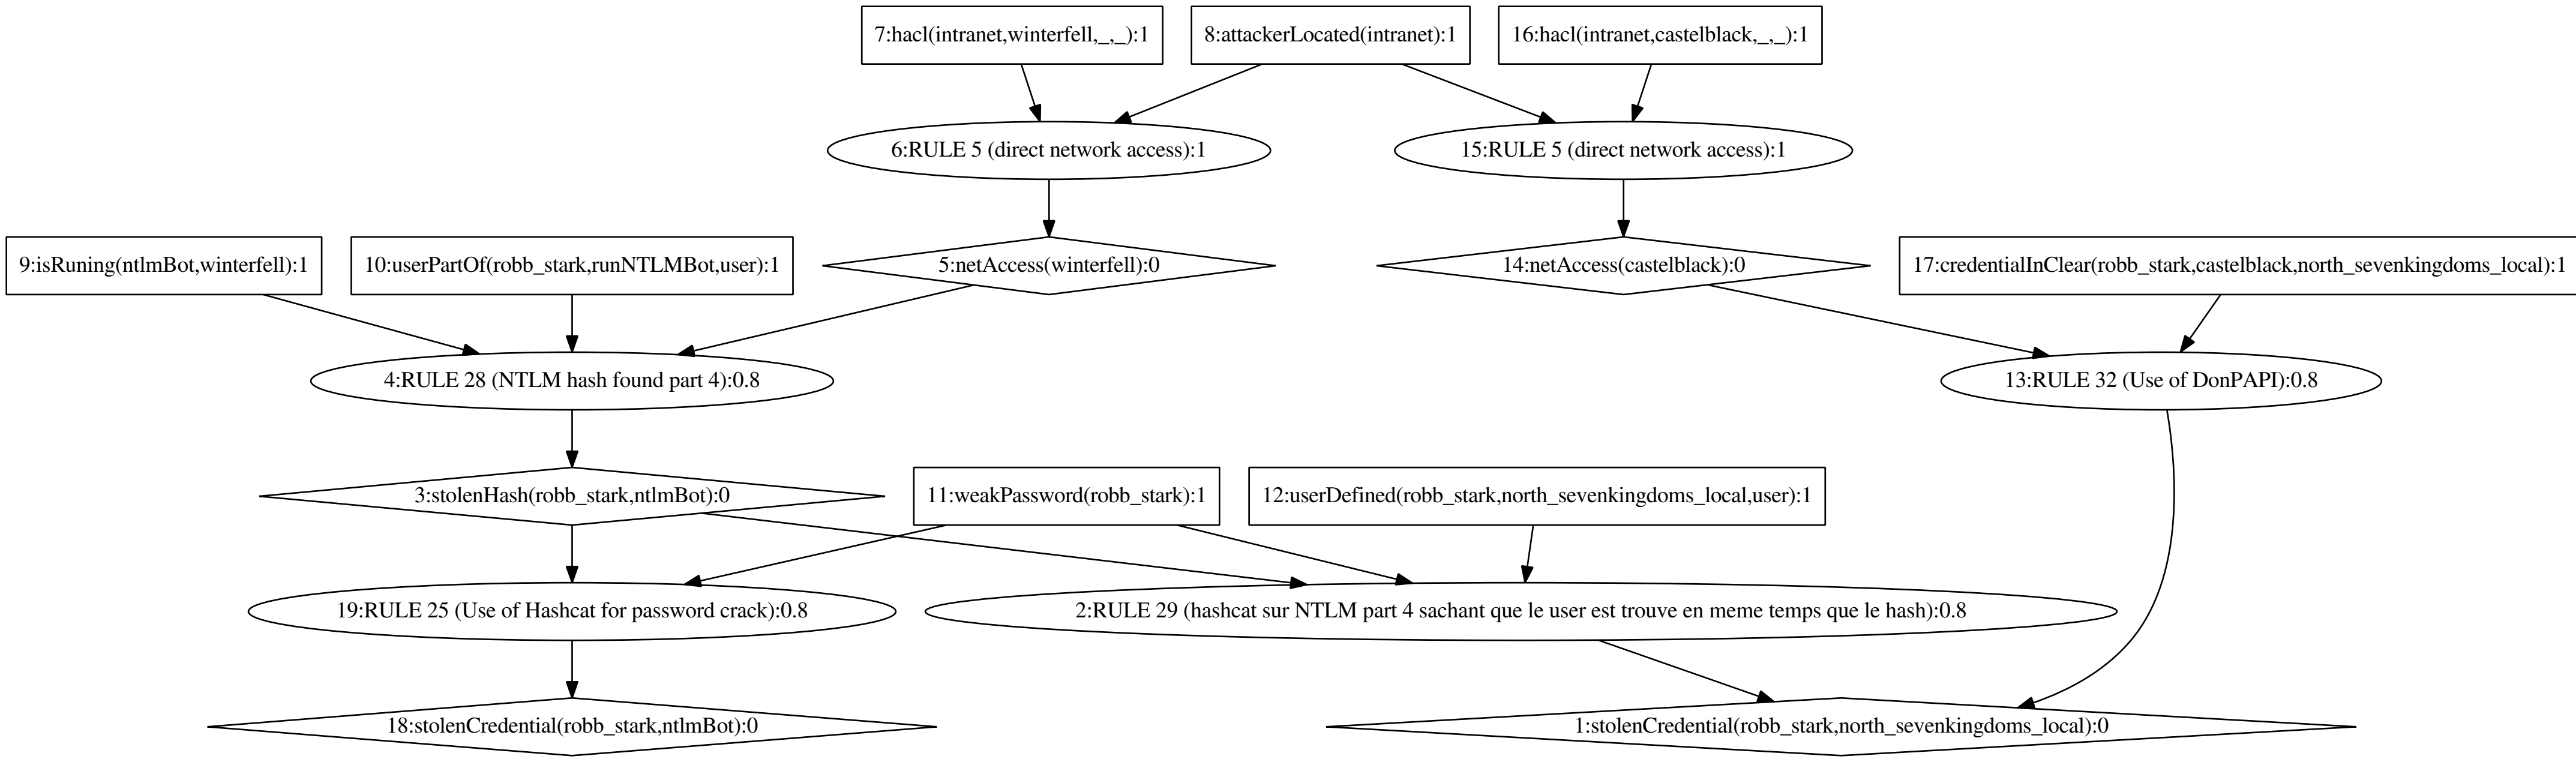 7:hacl(intranet,winterfell,_,_):1
8:attackerLocated(intranet):1
16:hacl(intranet,castelblack,_,_):1
6:RULE 5 (direct network access):1
15:RULE 5 (direct network access):1
9:isRuning(ntlmBot,winterfell):1
10:userPartOf(robb_stark,runNTLMBot,user):1
5:netAccess(winterfell):0
14:netAccess(castelblack):0
17:credentialInClear(robb_stark,castelblack,north_sevenkingdoms_local):1
4:RULE 28 (NTLM hash found part 4):0.8
13:RULE 32 (Use of DonPAPI):0.8
3:stolenHash(robb_stark,ntlmBot):0
11:weakPassword(robb_stark):1
12:userDefined(robb_stark,north_sevenkingdoms_local,user):1
19:RULE 25 (Use of Hashcat for password crack):0.8
2:RULE 29 (hashcat sur NTLM part 4 sachant que le user est trouve en meme temps que le hash):0.8
18:stolenCredential(robb_stark,ntlmBot):0
1:stolenCredential(robb_stark,north_sevenkingdoms_local):0